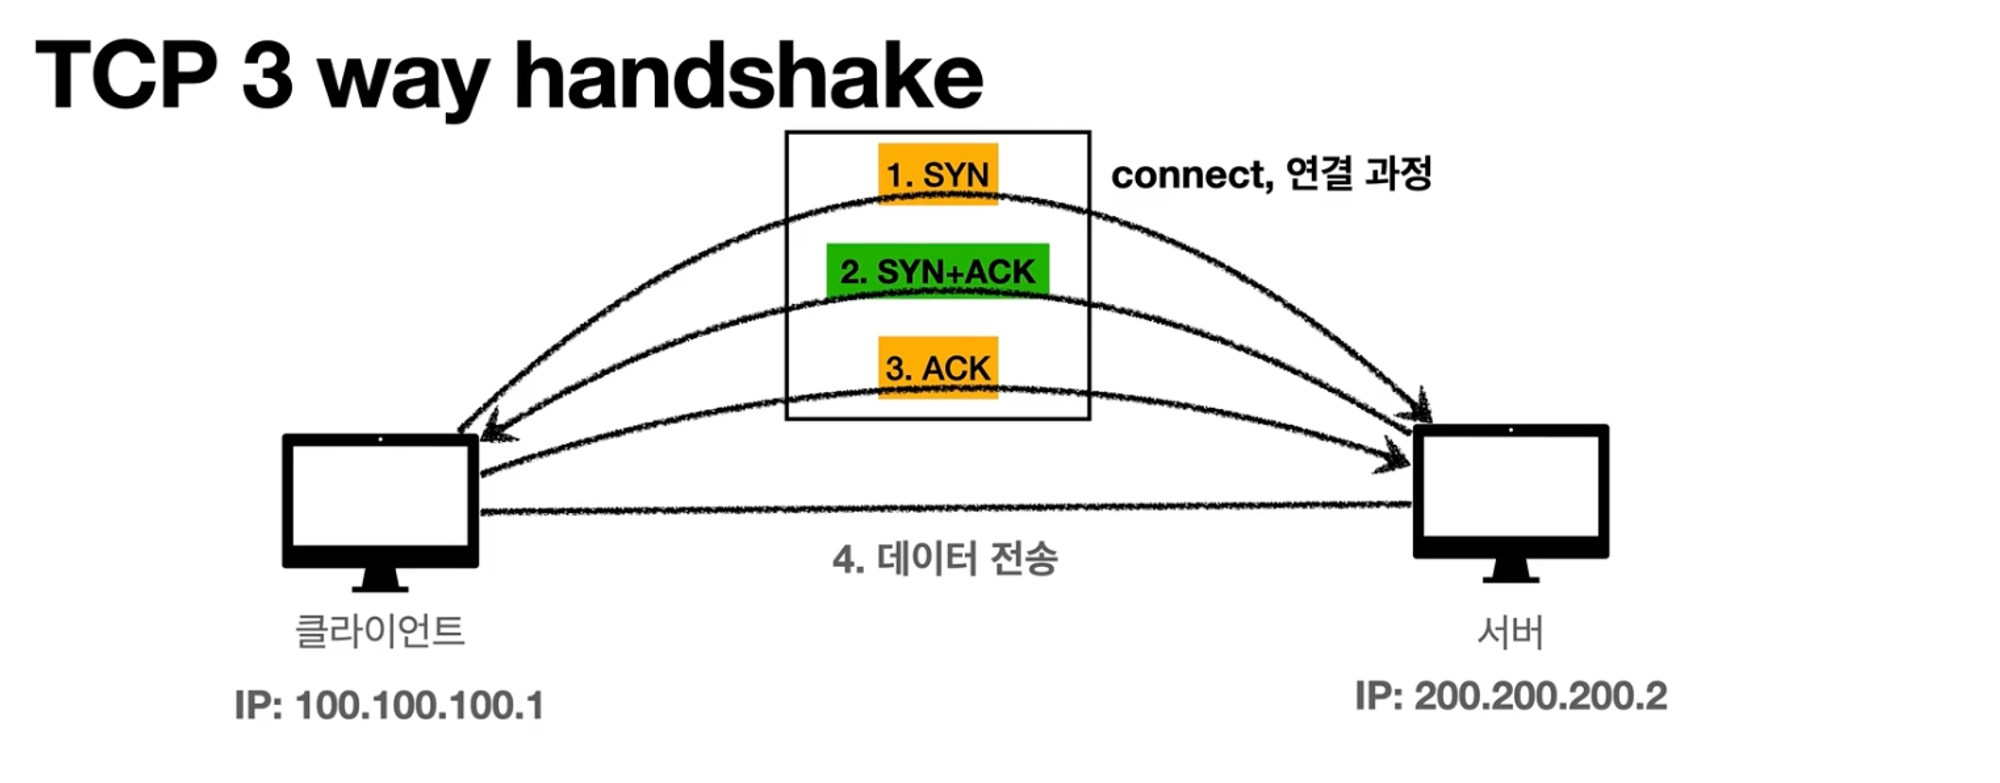 TCP 3 way handshake
1. SYN
connect, 연결 과정
2. SYN+ACK
3. ACK
4. 데이터 전송
클라이언트
서버
IP: 100.100.100.1
IP: 200.200.200.2